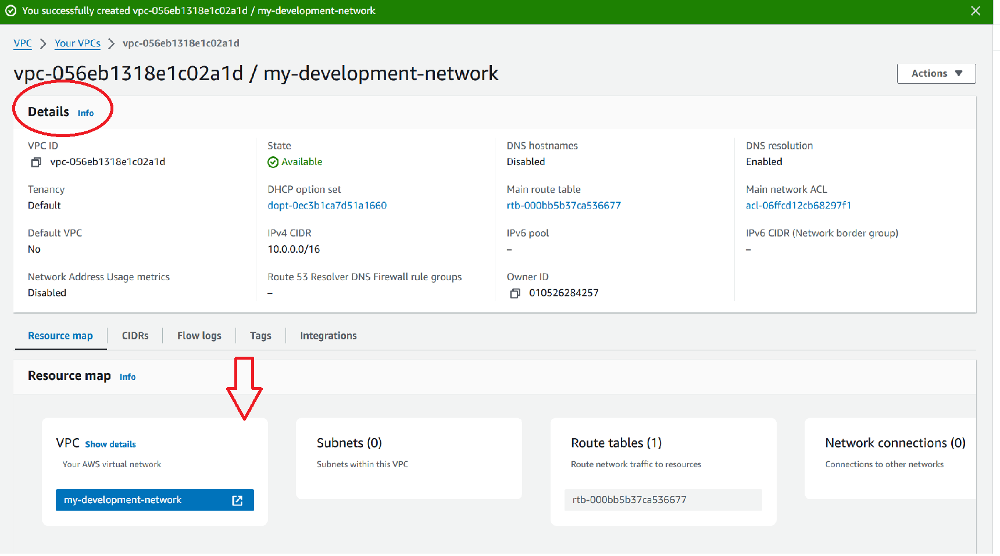 You successfully created vpc-056eb1318e1c02a1d / my-development-network
VPC > Your VPCs > vpc-056eb1318e1c02a1d
vpc-056eb1318e1c02a1d / my-development-network
Actions
Details Info
VPC ID
vpc-056eb1318e1c02a1d
State
Available
DNS hostnames
Disabled
DNS resolution
Enabled
Tenancy
Default
DHCP option set
dopt-0ec3b1ca7d51a1660
Main route table
rtb-000bb5b37ca536677
Main network ACL
acl-06ffcd12cb68297f1
Default VPC
No
IPv4 CIDR
10.0.0.0/16
IPv6 pool
–
IPv6 CIDR (Network border group)
–
Network Address Usage metrics
Disabled
Route 53 Resolver DNS Firewall rule groups
–
Owner ID
010526284257
Resource map CIDRs Flow logs Tags Integrations
Resource map Info
VPC Show details
Your AWS virtual network
my-development-network
Subnets (0)
Subnets within this VPC
Route tables (1)
Route network traffic to resources
rtb-000bb5b37ca536677
Network connections (0)
Connections to other networks